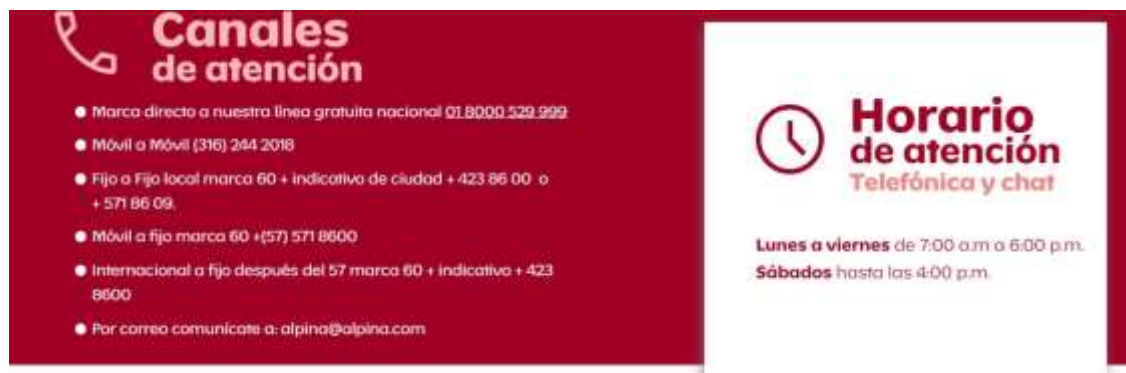 Canales
de atención
Marca directo a nuestra línea gratuita nacional 01 8000 529 999
Móvil a Móvil (316) 244 2018
Fijo a Fijo local marca 60 + indicativo de ciudad + 423 86 00 o
+ 571 86 09.
Móvil a fijo marca 60 +(57) 571 8600
Internacional a fijo después del 57 marca 60 + indicativo + 423
8600
Por correo comunícate a: alpina@alpina.com
Horario
de atención
Telefónica y chat
Lunes a viernes de 7:00 a.m a 6:00 p.m.
Sábados hasta las 4:00 p.m.